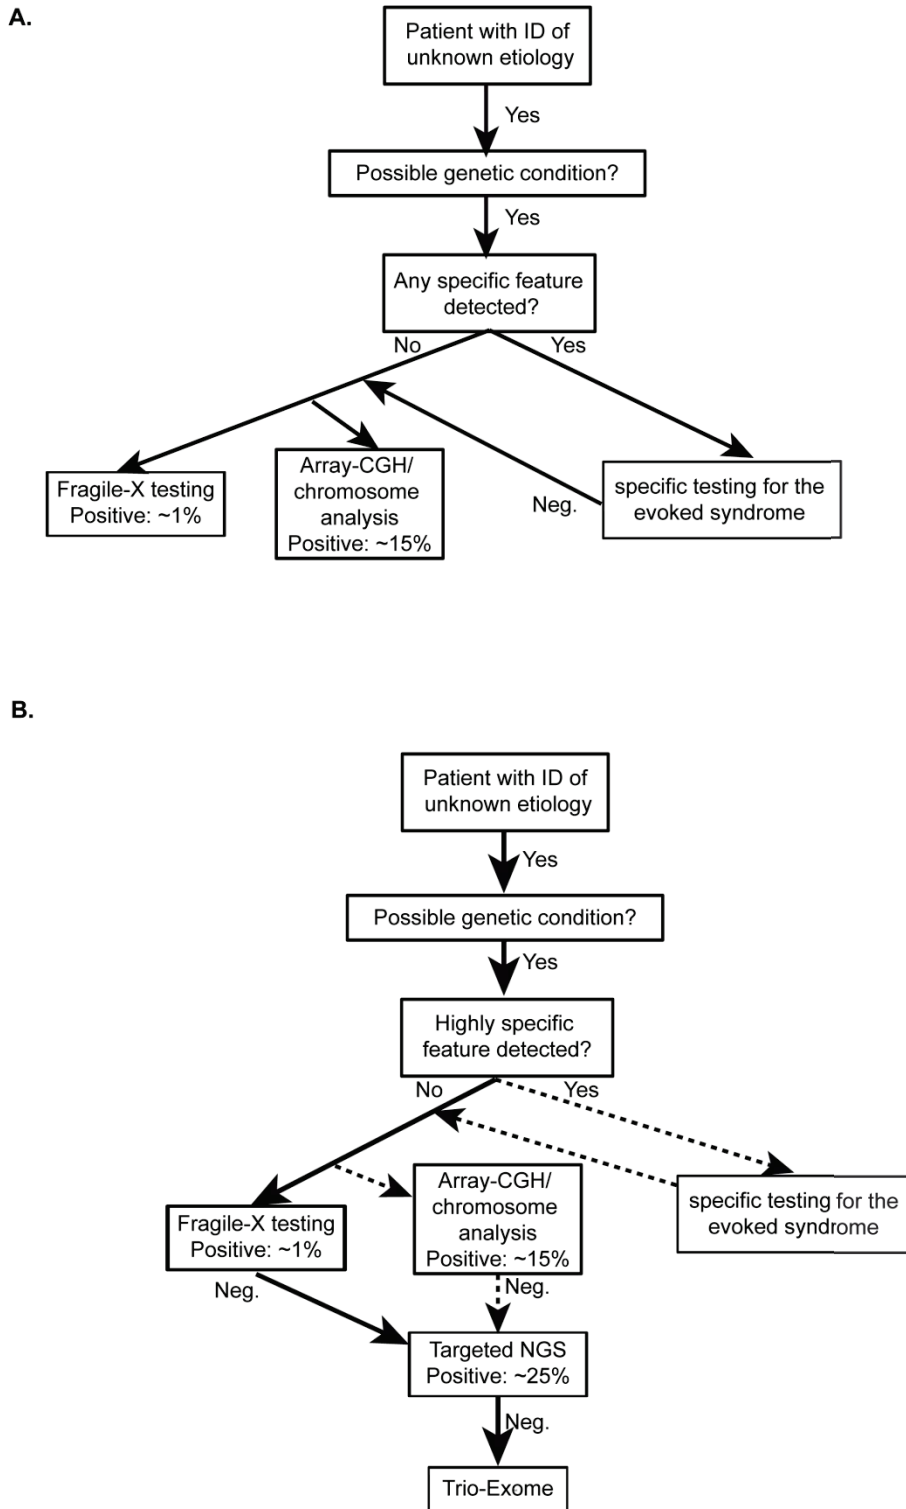 A.
Patient with ID of
unknown etiology
Yes
Possible genetic condition?
Yes
Any specific feature
detected?
No
Yes
Fragile-X testing
Positive: ~1%
Array-CGH/
chromosome
analysis
Positive: ~15%
Neg.
specific testing for the
evoked syndrome
B.
Patient with ID of
unknown etiology
Yes
Possible genetic condition?
Yes
Highly specific
feature detected?
No
Yes
Array-CGH/
chromosome
analysis
Positive: ~15%
specific testing for the
evoked syndrome
Fragile-X testing
Positive: ~1%
Neg.
Neg.
Targeted NGS
Positive: ~25%
Neg.
Trio-Exome